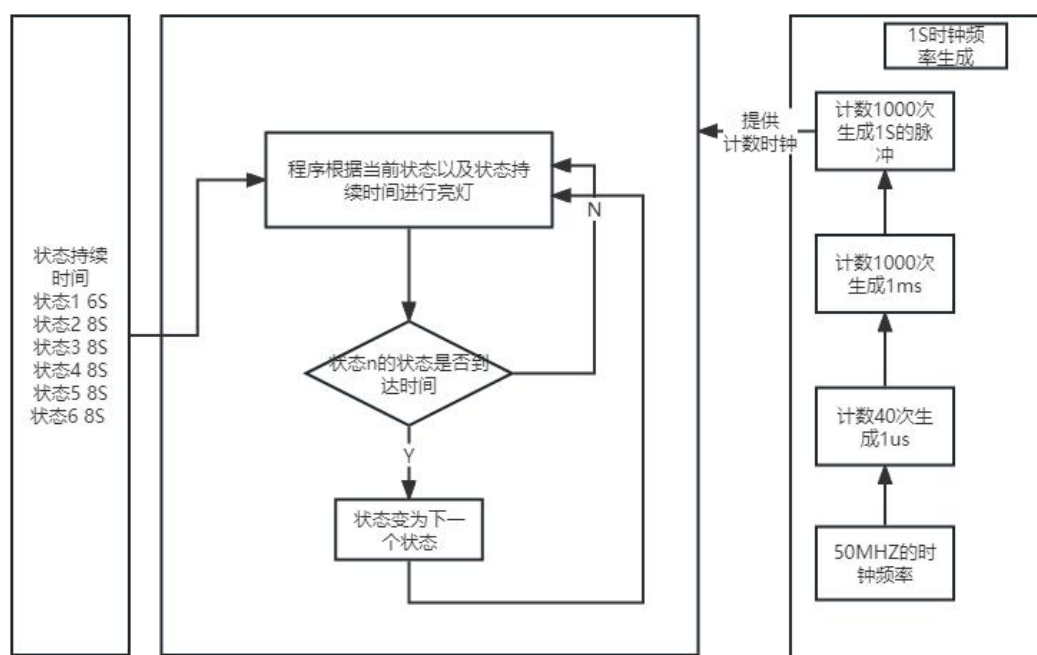 状态持续
时间
状态1 6S
状态2 8S
状态3 8S
状态4 8S
状态5 8S
状态6 8S
程序根据当前状态以及状态持
续时间进行亮灯
N
状态n的状态是否到
达时间
Y
状态变为下一
个状态
提供
计数时钟
1S时钟频
率生成
计数1000次
生成1S的脉
冲
计数1000次
生成1ms
计数40次生
成1us
50MHZ的时
钟频率